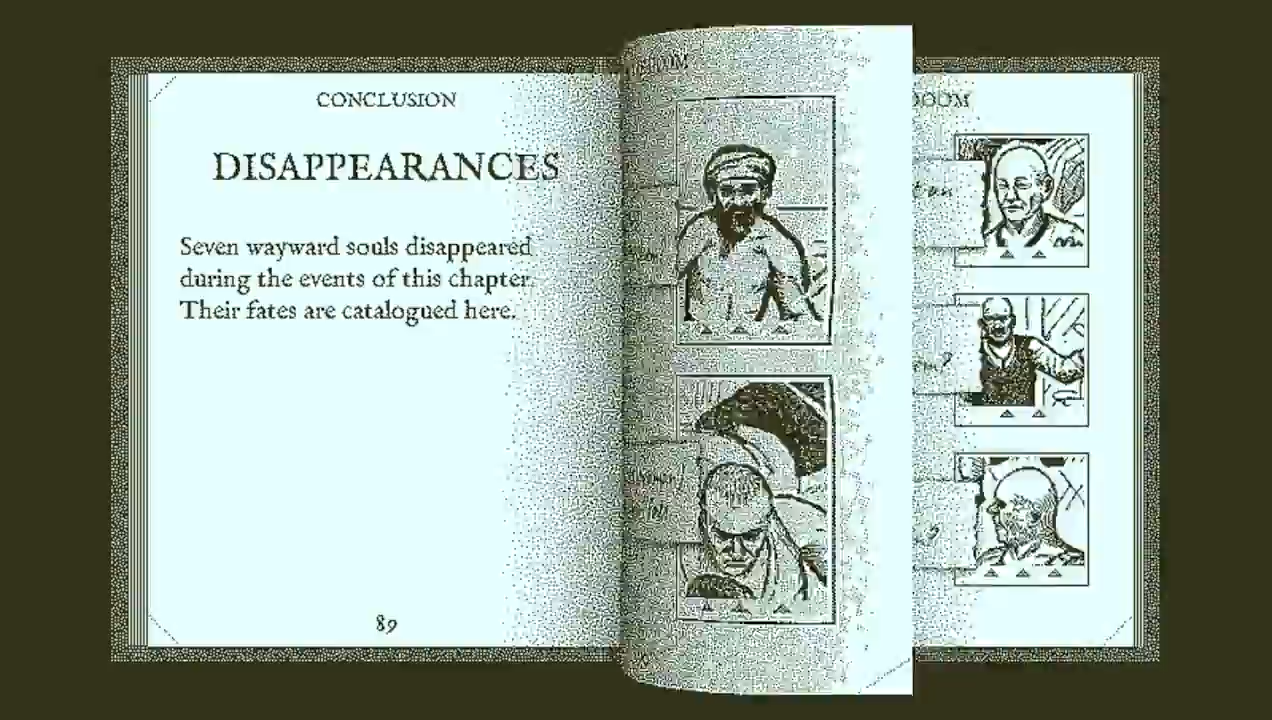 CONCLUSION
DISAPPEARANCES
Seven wayward souls disappeared
during the events of this chapter.
Their fates are catalogued here.
89